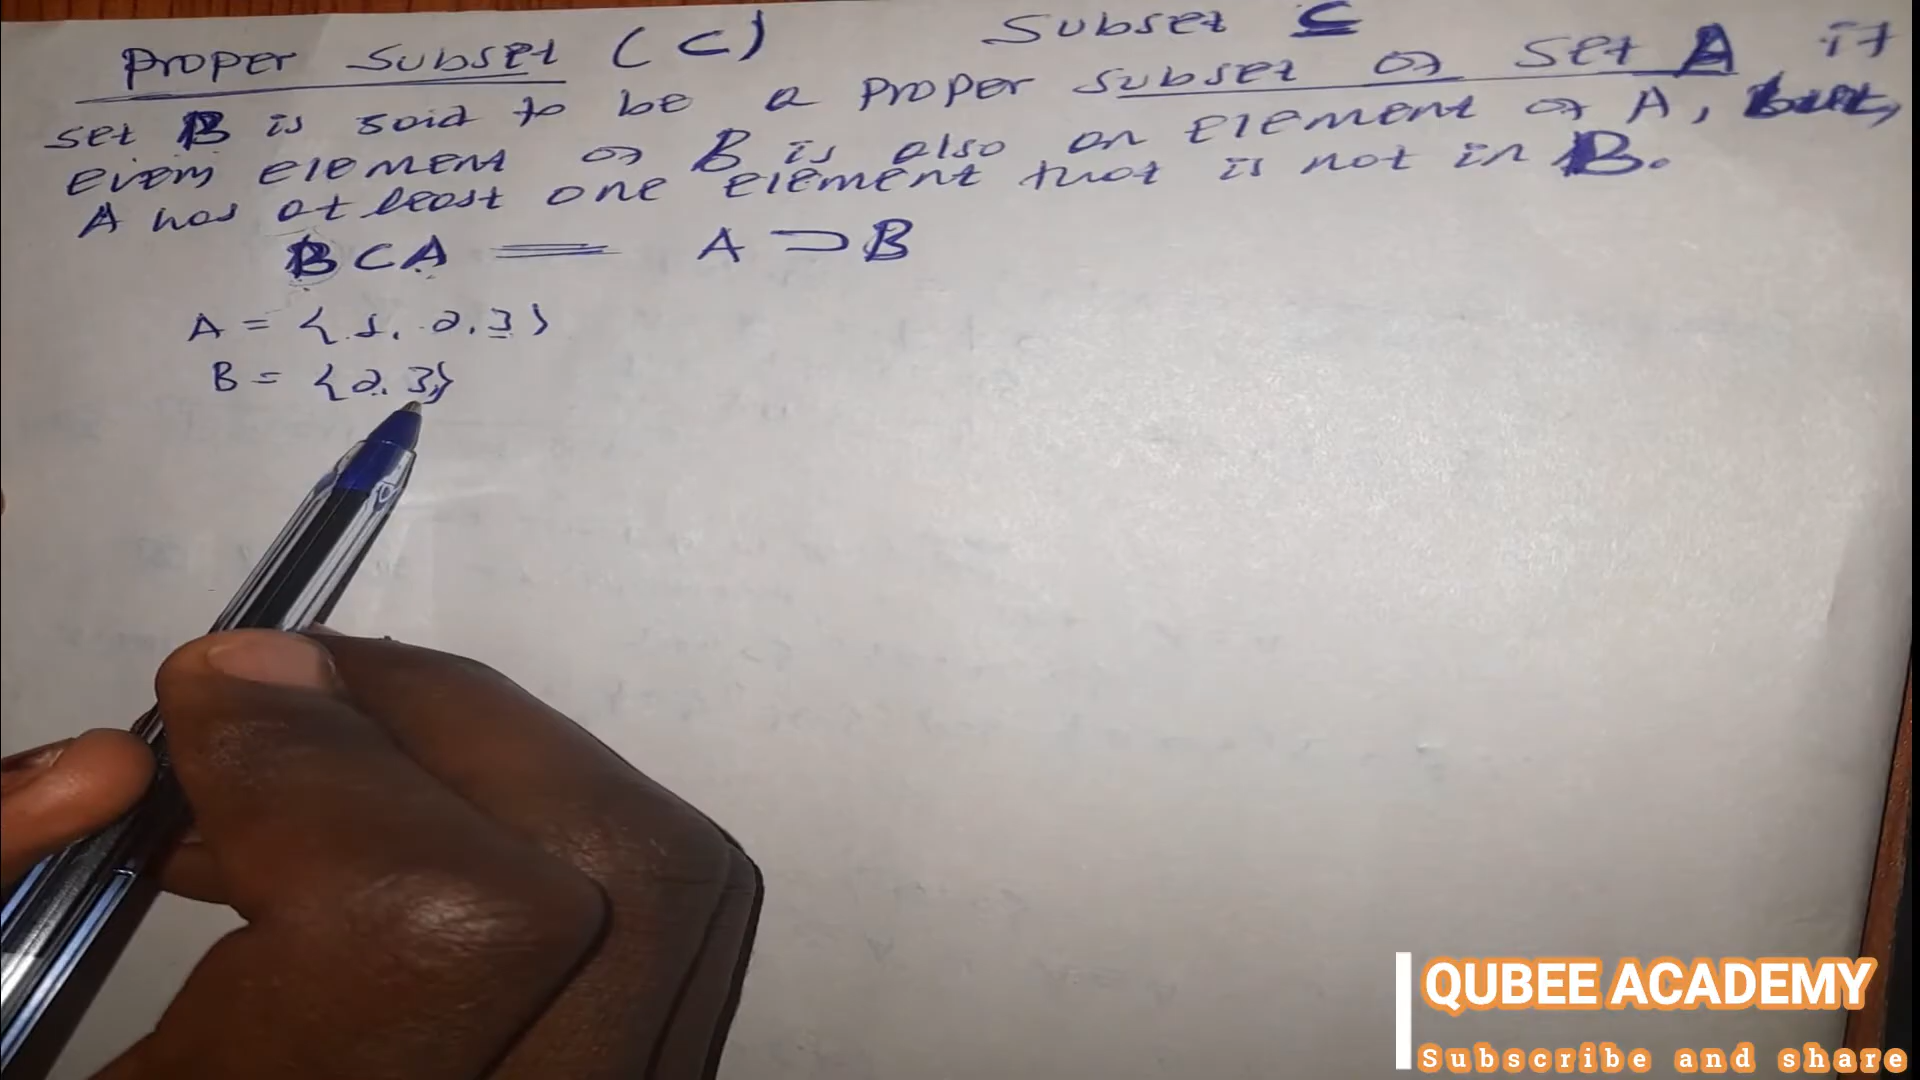 Proper Subset (⊂) Subset ⊆
set B is said to be a proper subset of set A if
every element of B is also an element of A, but,
A has at least one element that is not in B.
B ⊂ A = A ⊃ B
A = {1, 2, 3}
B = {2, 3}
QUBEE ACADEMY
Subscribe and share